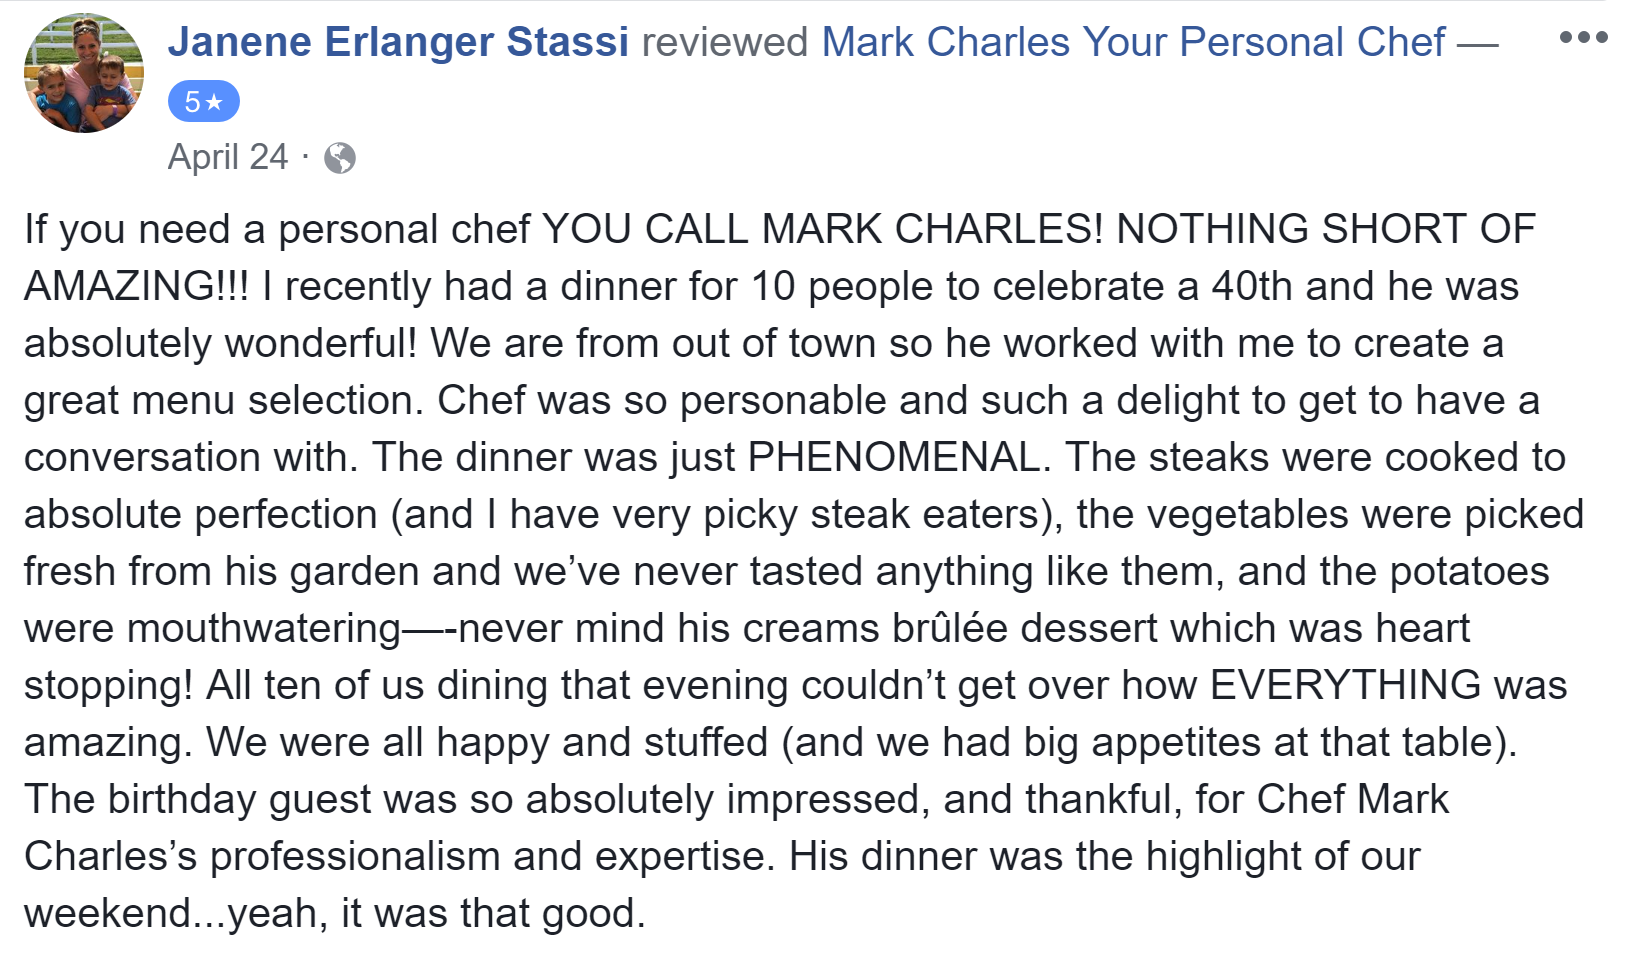 Janene Erlanger Stassi reviewed Mark Charles Your Personal Chef —
5★
April 24 ·
If you need a personal chef YOU CALL MARK CHARLES! NOTHING SHORT OF
AMAZING!!! I recently had a dinner for 10 people to celebrate a 40th and he was
absolutely wonderful! We are from out of town so he worked with me to create a
great menu selection. Chef was so personable and such a delight to get to have a
conversation with. The dinner was just PHENOMENAL. The steaks were cooked to
absolute perfection (and I have very picky steak eaters), the vegetables were picked
fresh from his garden and we’ve never tasted anything like them, and the potatoes
were mouthwatering—-never mind his creams brûlée dessert which was heart
stopping! All ten of us dining that evening couldn’t get over how EVERYTHING was
amazing. We were all happy and stuffed (and we had big appetites at that table).
The birthday guest was so absolutely impressed, and thankful, for Chef Mark
Charles’s professionalism and expertise. His dinner was the highlight of our
weekend...yeah, it was that good.